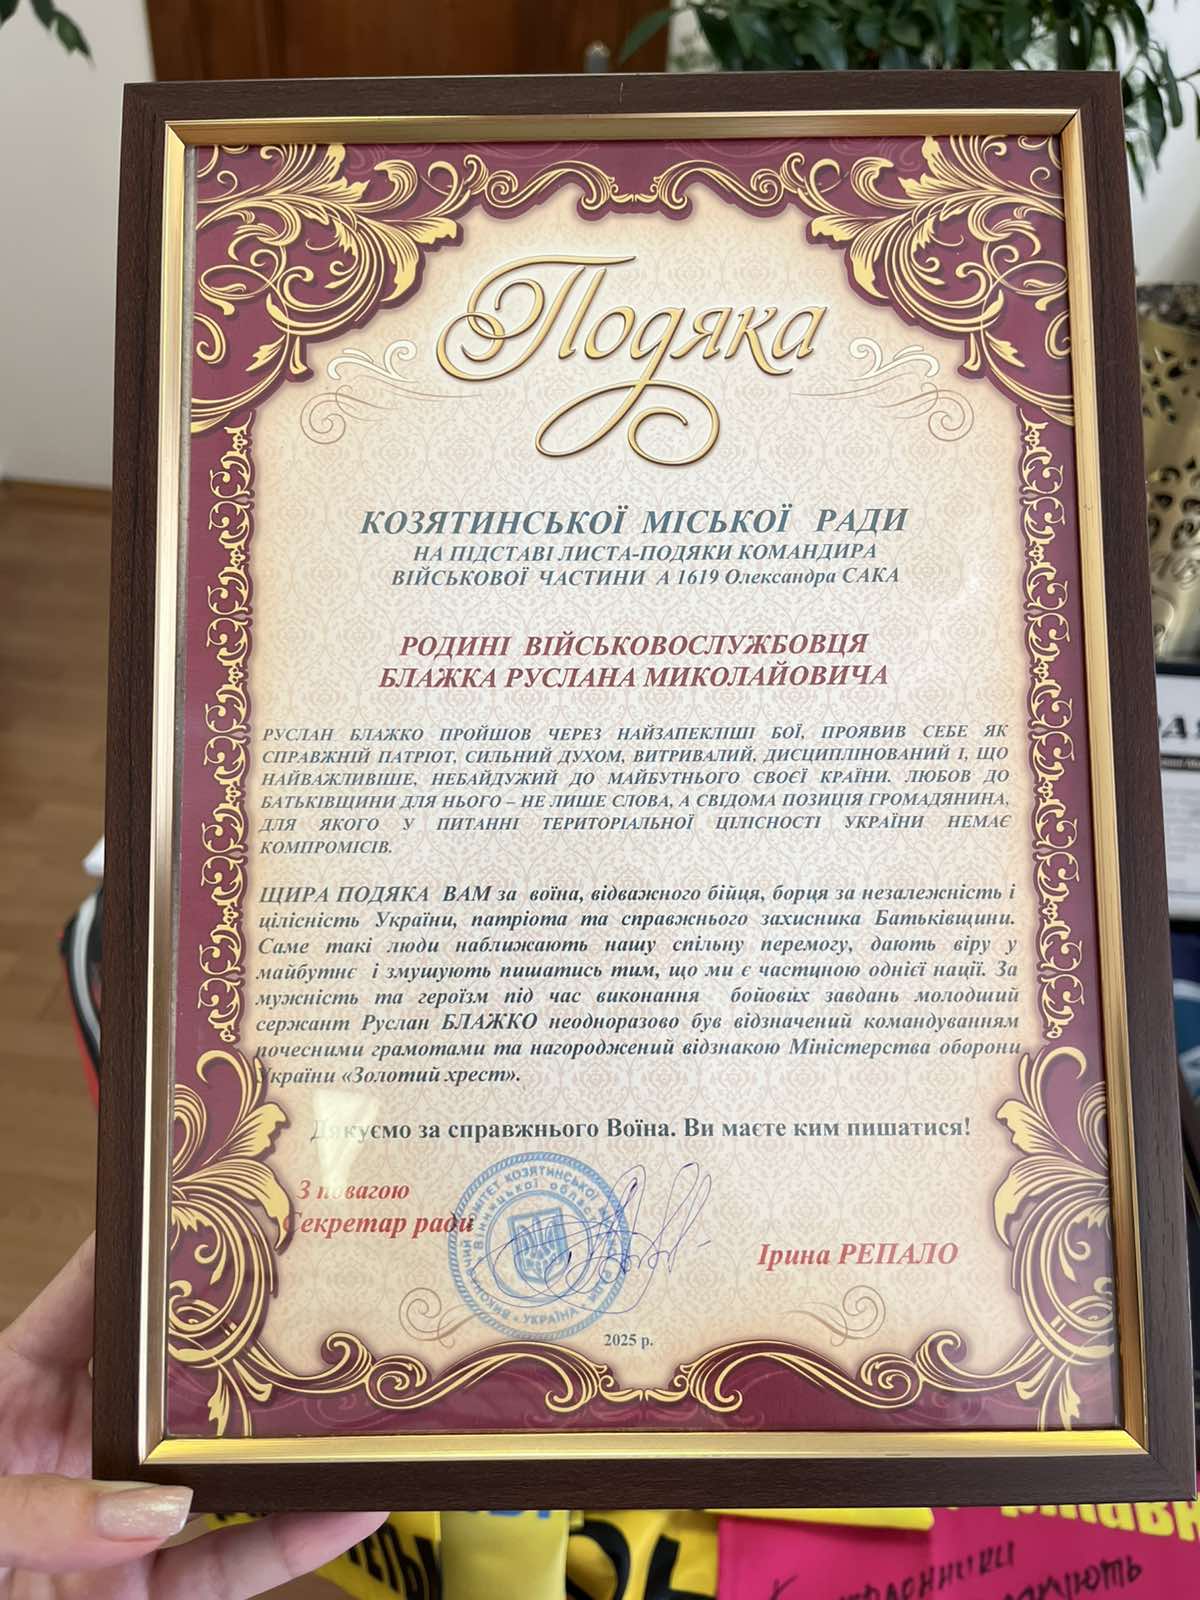 Подяка
КОЗЯТИНСЬКОЇ МІСЬКОЇ РАДИ
НА ПІДСТАВІ ЛИСТА-ПОДЯКИ КОМАНДИРА
ВІЙСЬКОВОЇ ЧАСТИНИ А 1619 Олександра САКА
РОДИНІ ВІЙСЬКОВОСЛУЖБОВЦЯ
БЛАЖКА РУСЛАНА МИКОЛАЙОВИЧА
РУСЛАН БЛАЖКО ПРОЙШОВ ЧЕРЕЗ НАЙЗАПЕКЛІШІ БОЇ, ПРОЯВИВ СЕБЕ ЯК
СПРАВЖНІЙ ПАТРІОТ, СИЛЬНИЙ ДУХОМ, ВИТРИВАЛИЙ, ДИСЦИПЛІНОВАНИЙ І, ЩО
НАЙВАЖЛИВІШЕ, НЕБАЙДУЖИЙ ДО МАЙБУТНЬОГО СВОЄЇ КРАЇНИ. ЛЮБОВ ДО
БАТЬКІВЩИНИ ДЛЯ НЬОГО – НЕ ЛИШЕ СЛОВА, А СВІДОМА ПОЗИЦІЯ ГРОМАДЯНИНА,
ДЛЯ ЯКОГО У ПИТАННІ ТЕРИТОРІАЛЬНОЇ ЦІЛІСНОСТІ УКРАЇНИ НЕМАЄ
КОМПРОМІСІВ.
ЩИРА ПОДЯКА ВАМ за воїна, відважного бійця, борця за незалежність і
цілісність України, патріота та справжнього захисника Батьківщини.
Саме такі люди наближають нашу спільну перемогу, дають віру у
майбутнє і змушують пишатись тим, що ми є частиною однієї нації. За
мужність та героїзм під час виконання бойових завдань молодший
сержант Руслан БЛАЖКО неодноразово був відзначений командуванням
почесними грамотами та нагороджений відзнакою Міністерства оборони
України «Золотий хрест».
Дякуємо за справжнього Воїна. Ви маєте ким пишатися!
З повагою
Секретар ради
Ірина РЕПАЛО
ВИКОНАВЧИЙ КОМІТЕТ КОЗЯТИНСЬКОЇ
Вінницької області
УКРАЇНА
2025 р.